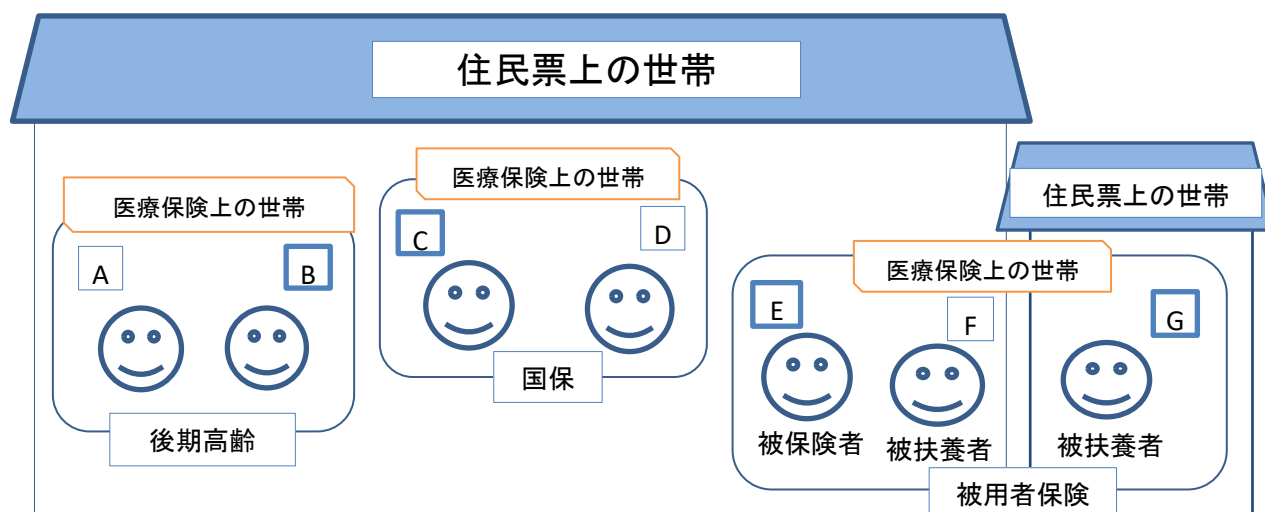 住民票上の世帯
住民票上の世帯
医療保険上の世帯
A
B
後期高齢
医療保険上の世帯
C
D
国保
医療保険上の世帯
E
F
G
被保険者
被扶養者
被扶養者
被用者保険